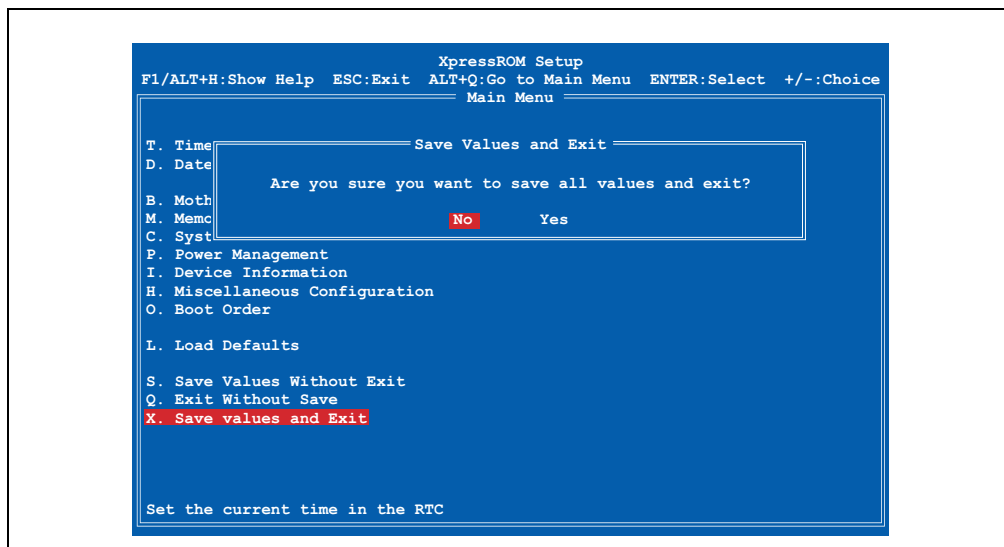 XpressROM Setup
F1/ALT+H:Show Help ESC:Exit ALT+Q:Go to Main Menu ENTER:Select +/-:Choice
Main Menu
T. Time
Save Values and Exit
D. Date
Are you sure you want to save all values and exit?
B. Moth
M. Memo
No Yes
C. Syst
P. Power Management
I. Device Information
H. Miscellaneous Configuration
O. Boot Order
L. Load Defaults
S. Save Values Without Exit
Q. Exit Without Save
X. Save values and Exit
Set the current time in the RTC